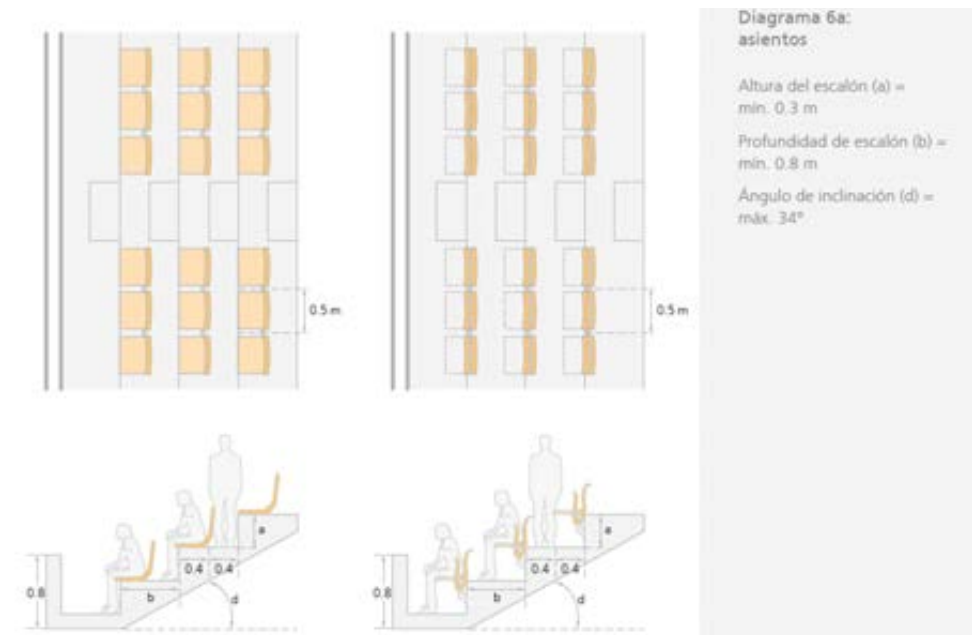 Diagrama 6a:
asientos
Altura del escalón (a) =
mín. 0.3 m
Profundidad de escalón (b) =
mín. 0.8 m
Ángulo de inclinación (d) =
máx. 34º
0.5 m
0.5 m
a
0.4 0.4
0.8
b
d
a
0.4 0.4
0.8
b
d